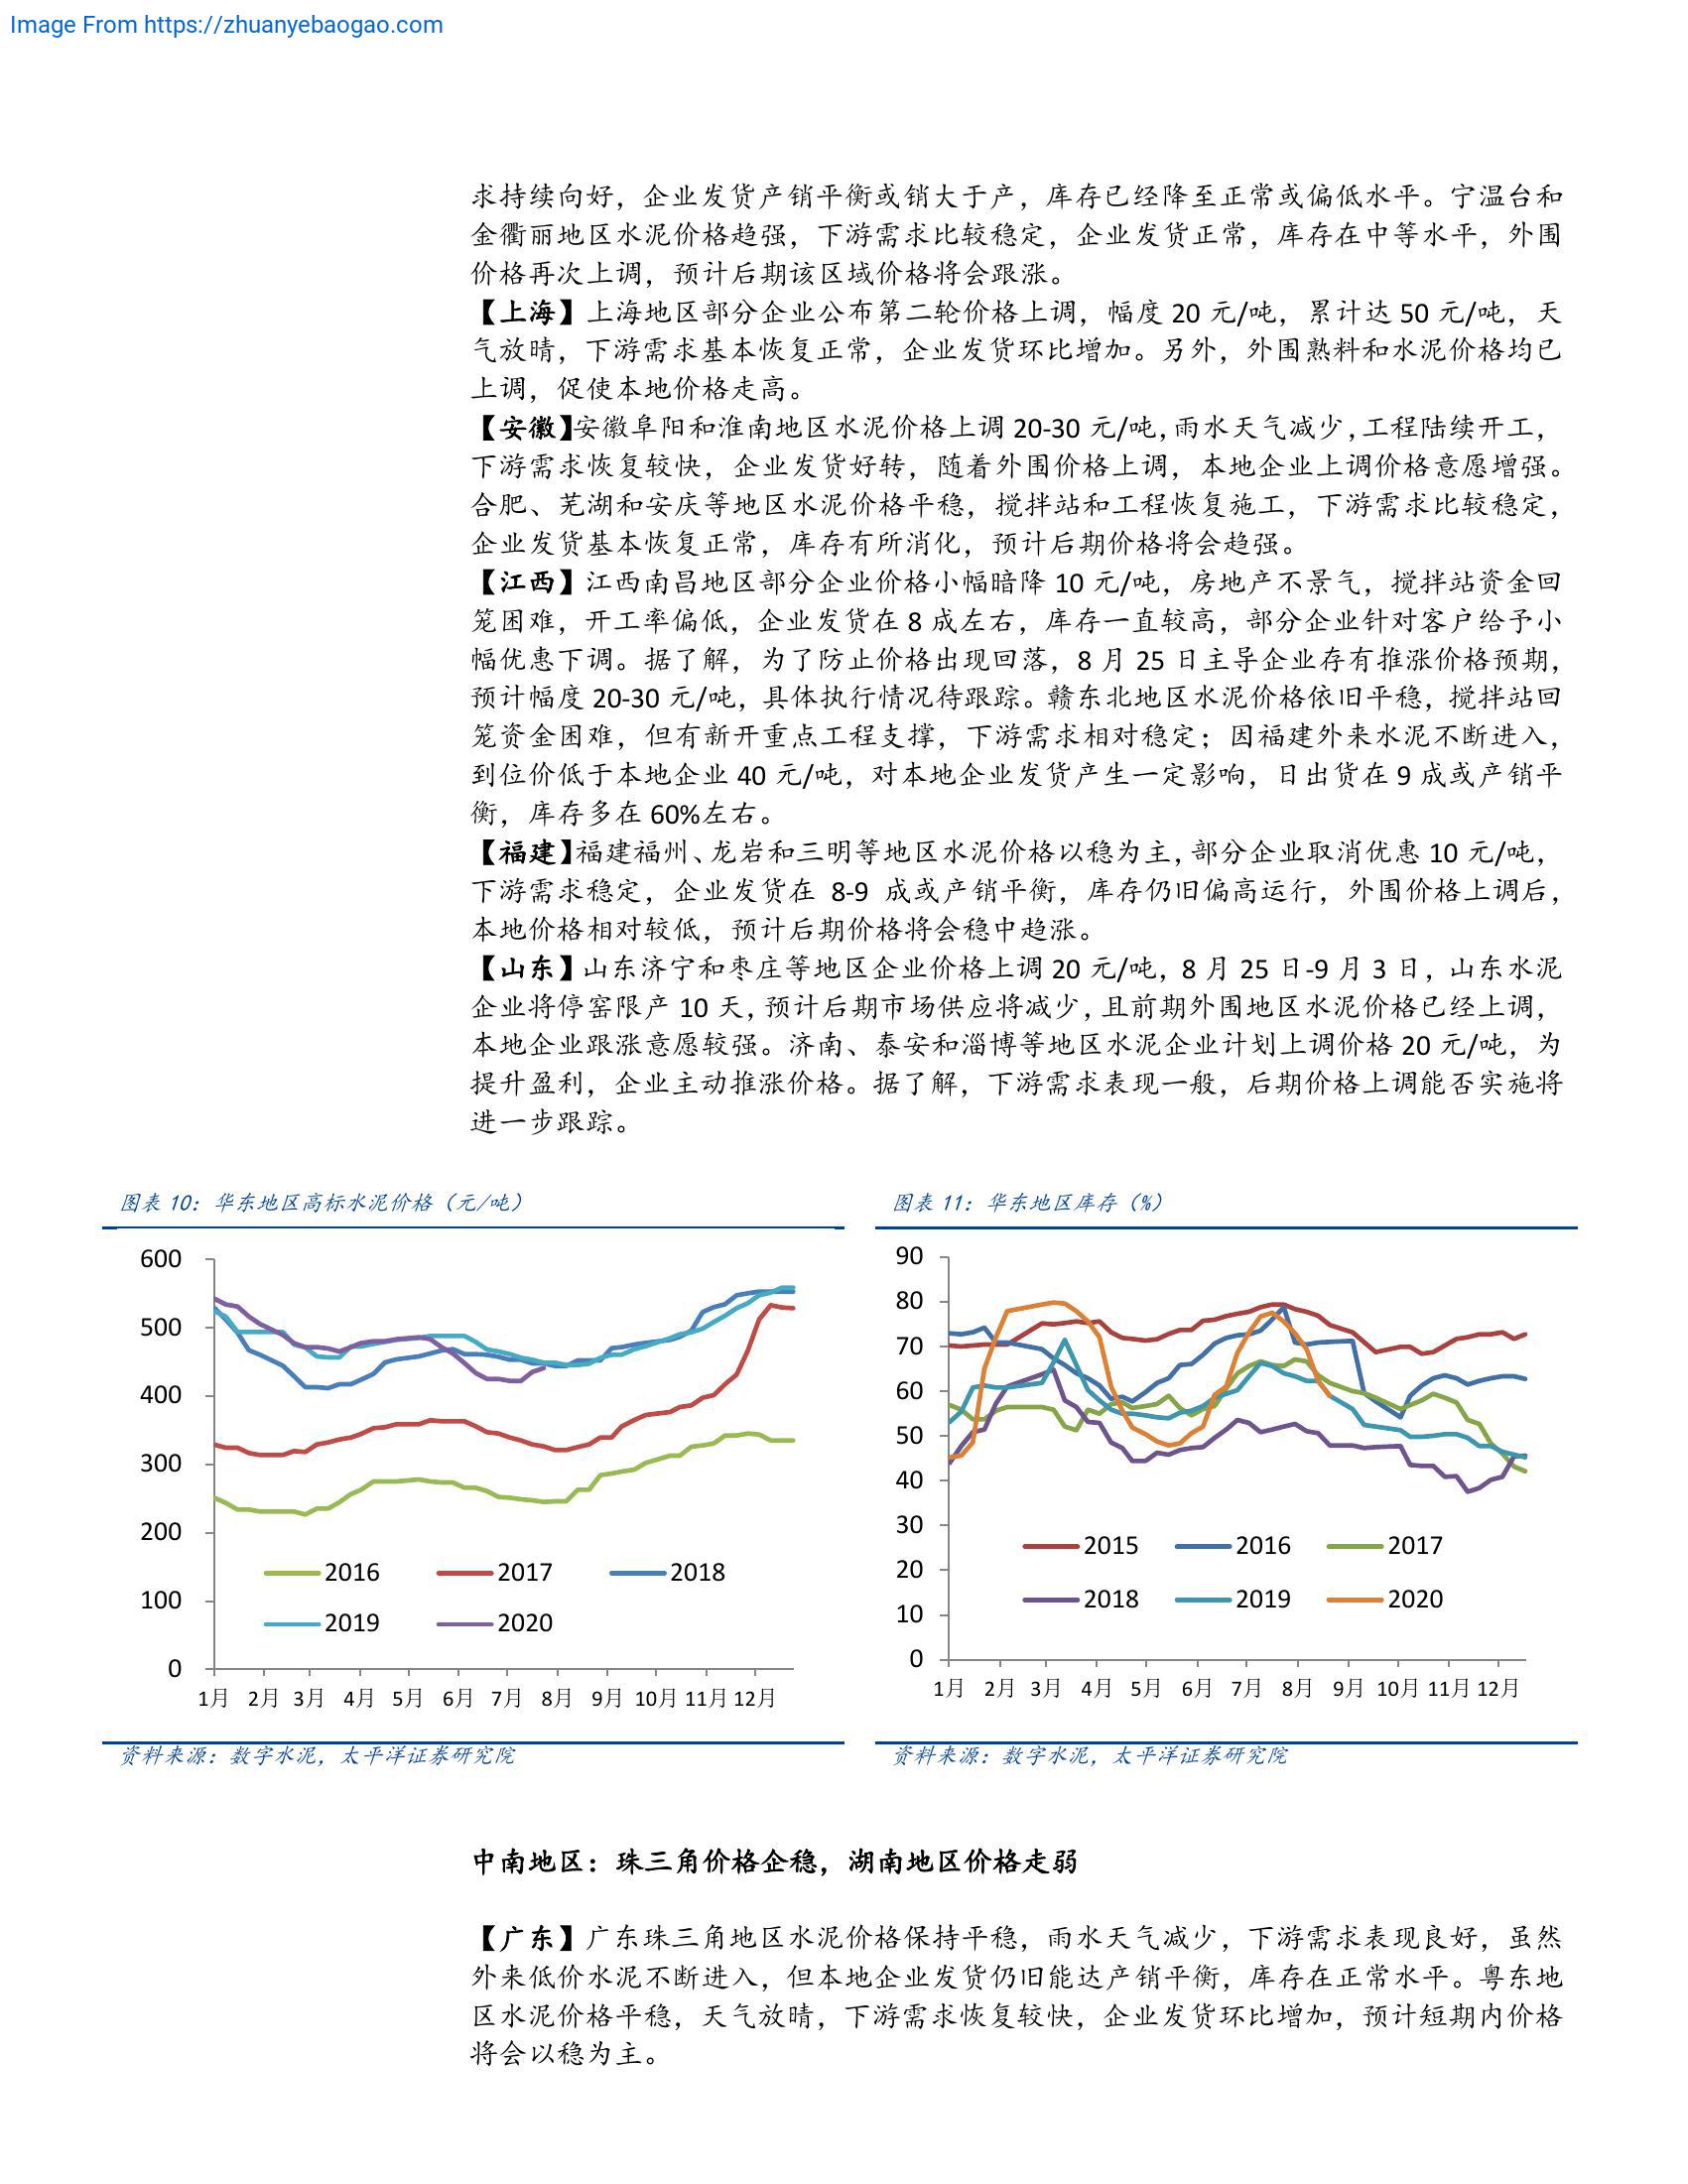 Image From https://zhuanyebaogao.com
求持续向好，企业发货产销平衡或销大于产，库存已经降至正常或偏低水平。宁温台和
金衢丽地区水泥价格趋强，下游需求比较稳定，企业发货正常，库存在中等水平，外围
价格再次上调，预计后期该区域价格将会跟涨。
【上海】上海地区部分企业公布第二轮价格上调，幅度 20 元/吨，累计达 50 元/吨，天
气放晴，下游需求基本恢复正常，企业发货环比增加。另外，外围熟料和水泥价格均已
上调，促使本地价格走高。
【安徽】安徽阜阳和淮南地区水泥价格上调 20-30 元/吨，雨水天气减少，工程陆续开工，
下游需求恢复较快，企业发货好转，随着外围价格上调，本地企业上调价格意愿增强。
合肥、芜湖和安庆等地区水泥价格平稳，搅拌站和工程恢复施工，下游需求比较稳定，
企业发货基本恢复正常，库存有所消化，预计后期价格将会趋强。
【江西】江西南昌地区部分企业价格小幅暗降 10 元/吨，房地产不景气，搅拌站资金回
笼困难，开工率偏低，企业发货在 8 成左右，库存一直较高，部分企业针对客户给予小
幅优惠下调。据了解，为了防止价格出现回落，8 月 25 日主导企业存有推涨价格预期，
预计幅度 20-30 元/吨，具体执行情况待跟踪。赣东北地区水泥价格依旧平稳，搅拌站回
笼资金困难，但有新开重点工程支撑，下游需求相对稳定；因福建外来水泥不断进入，
到位价低于本地企业 40 元/吨，对本地企业发货产生一定影响，日出货在 9 成或产销平
衡，库存多在 60%左右。
【福建】福建福州、龙岩和三明等地区水泥价格以稳为主，部分企业取消优惠 10 元/吨，
下游需求稳定，企业发货在 8-9 成或产销平衡，库存仍旧偏高运行，外围价格上调后，
本地价格相对较低，预计后期价格将会稳中趋涨。
【山东】山东济宁和枣庄等地区企业价格上调 20 元/吨，8 月 25 日-9 月 3 日，山东水泥
企业将停窑限产 10 天，预计后期市场供应将减少，且前期外围地区水泥价格已经上调，
本地企业跟涨意愿较强。济南、泰安和淄博等地区水泥企业计划上调价格 20 元/吨，为
提升盈利，企业主动推涨价格。据了解，下游需求表现一般，后期价格上调能否实施将
进一步跟踪。
图表 10：华东地区高标水泥价格（元/吨）
600
500
400
300
200
100
0
2016 2017 2018
2019 2020
1月 2月 3月 4月 5月 6月 7月 8月 9月 10月 11月 12月
资料来源：数字水泥，太平洋证券研究院
图表 11：华东地区库存（%）
90
80
70
60
50
40
30
20
10
0
2015 2016 2017
2018 2019 2020
1月 2月 3月 4月 5月 6月 7月 8月 9月 10月 11月 12月
资料来源：数字水泥，太平洋证券研究院
中南地区：珠三角价格企稳，湖南地区价格走弱
【广东】广东珠三角地区水泥价格保持平稳，雨水天气减少，下游需求表现良好，虽然
外来低价水泥不断进入，但本地企业发货仍旧能达产销平衡，库存在正常水平。粤东地
区水泥价格平稳，天气放晴，下游需求恢复较快，企业发货环比增加，预计短期内价格
将会以稳为主。